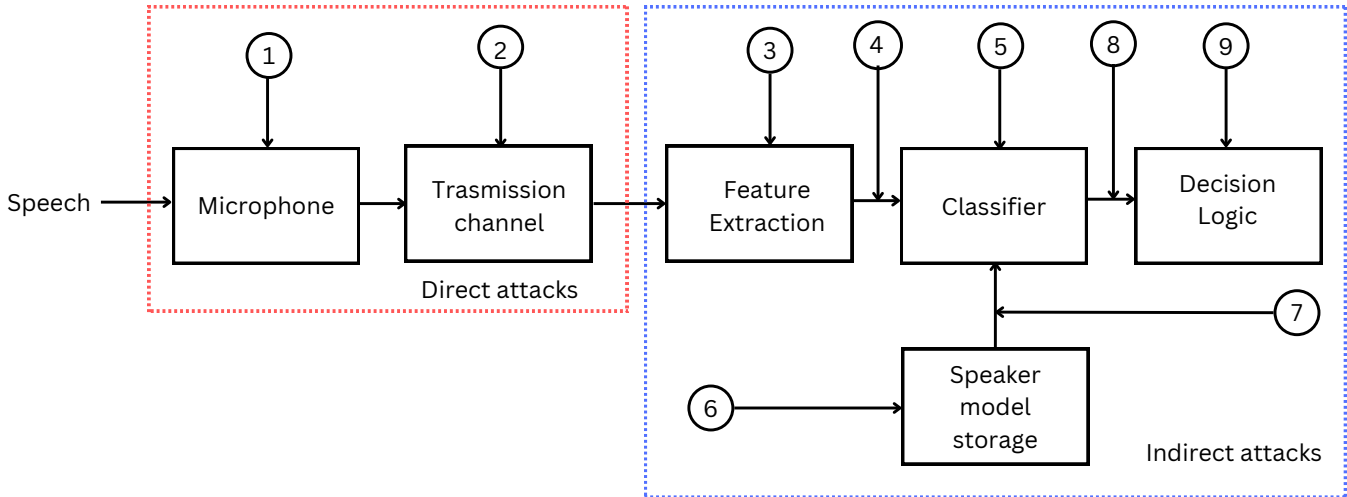 1
2
3
4
5
8
9
Speech
Microphone
Trasmission
channel
Feature
Extraction
Classifier
Decision
Logic
Direct attacks
7
6
Speaker
model
storage
Indirect attacks